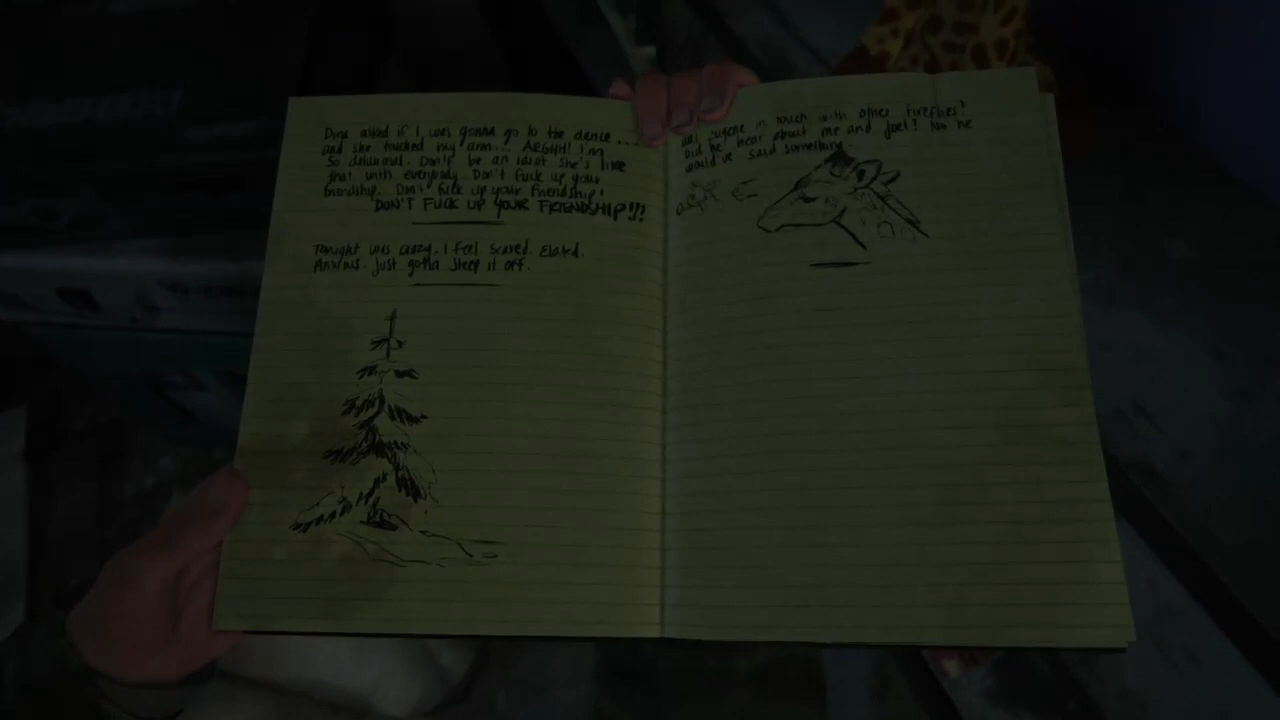 Dina asked if I was gonna go to the dance...
and she hucked my arm... ARGHH! I'm
so delusional. Don't be an idiot she's like
that with everybody. Don't fuck up your
friendship. Don't fuck up your friendship!
DON'T FUCK UP YOUR FRIENDSHIP!!!
Tonight was crazy. I feel scared. Elated.
Anxious. Just gotta sleep it off.
Eugene in touch with other fireflies?
Did he hear about me and Joel? No he
would've said something.